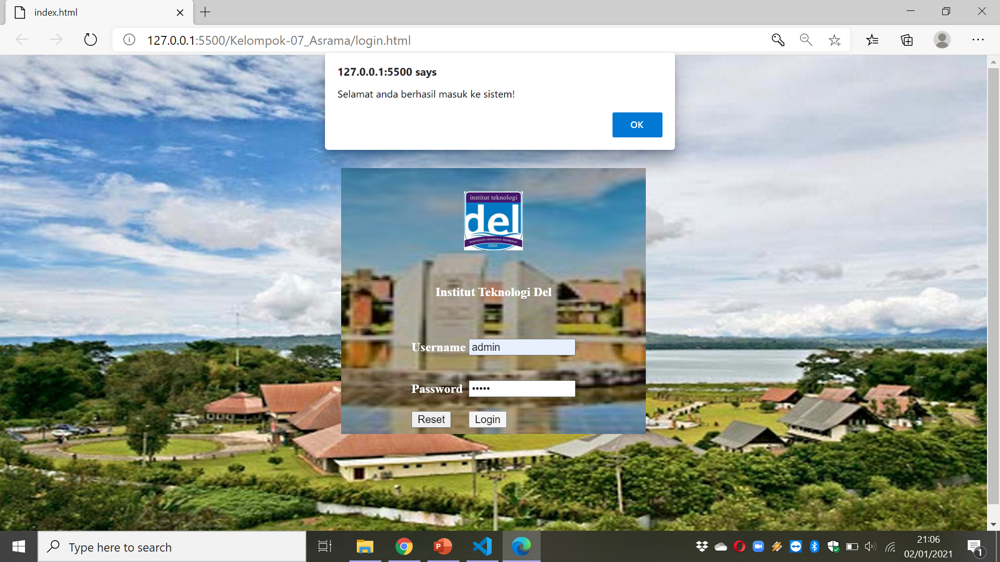 index.html
127.0.0.1:5500/Kelompok-07_Asrama/login.html
127.0.0.1:5500 says
Selamat anda berhasil masuk ke sistem!
OK
institut teknologi
del
MARTUHAN-MARROHA-MARBISUK
2001
Institut Teknologi Del
Username admin
Password •••••
Reset Login
Type here to search
21:06
02/01/2021
1